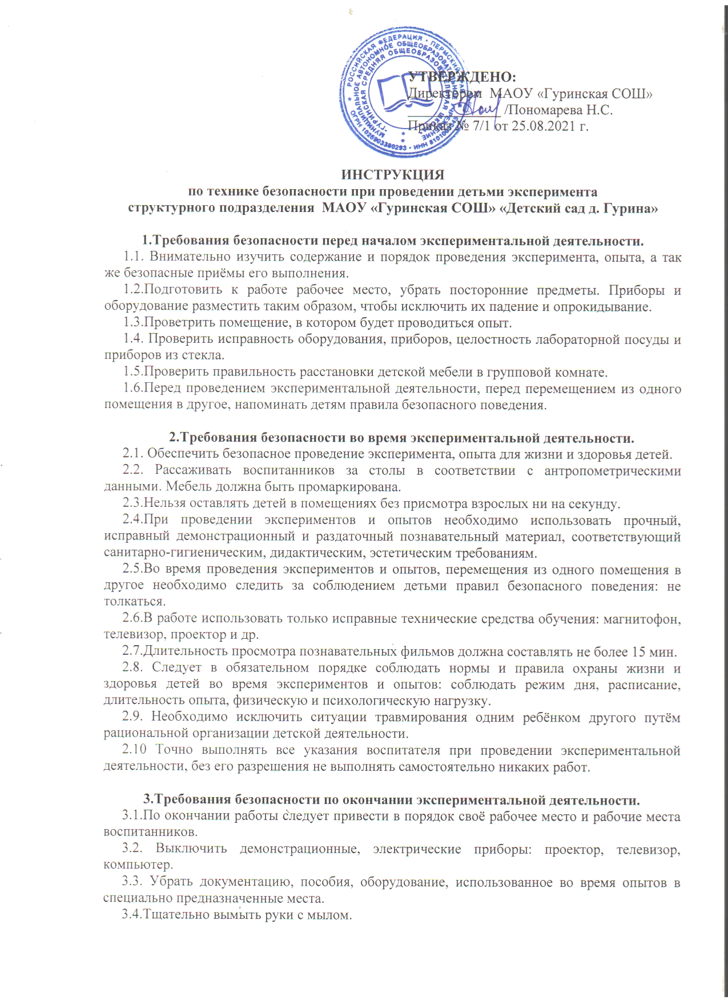 РОССИЙСКАЯ ФЕДЕРАЦИЯ • ПЕРМСКИЙ КРАЙ
МУНИЦИПАЛЬНОЕ АВТОНОМНОЕ ОБЩЕОБРАЗОВАТЕЛЬНОЕ УЧРЕЖДЕНИЕ
ГУРИНСКАЯ СРЕДНЯЯ ОБЩЕОБРАЗОВАТЕЛЬНАЯ ШКОЛА
ОГРН 1025903380293 • ИНН
УТВЕРЖДЕНО:
Директором МАОУ «Гуринская СОШ»
_____________ /Пономарева Н.С.
Приказ № 7/1 от 25.08.2021 г.
ИНСТРУКЦИЯ
по технике безопасности при проведении детьми эксперимента
структурного подразделения МАОУ «Гуринская СОШ» «Детский сад д. Гурина»
1.Требования безопасности перед началом экспериментальной деятельности.
1.1. Внимательно изучить содержание и порядок проведения эксперимента, опыта, а так
же безопасные приёмы его выполнения.
1.2.Подготовить к работе рабочее место, убрать посторонние предметы. Приборы и
оборудование разместить таким образом, чтобы исключить их падение и опрокидывание.
1.3.Проветрить помещение, в котором будет проводиться опыт.
1.4. Проверить исправность оборудования, приборов, целостность лабораторной посуды и
приборов из стекла.
1.5.Проверить правильность расстановки детской мебели в групповой комнате.
1.6.Перед проведением экспериментальной деятельности, перед перемещением из одного
помещения в другое, напоминать детям правила безопасного поведения.
2.Требования безопасности во время экспериментальной деятельности.
2.1. Обеспечить безопасное проведение эксперимента, опыта для жизни и здоровья детей.
2.2. Рассаживать воспитанников за столы в соответствии с антропометрическими
данными. Мебель должна быть промаркирована.
2.3.Нельзя оставлять детей в помещениях без присмотра взрослых ни на секунду.
2.4.При проведении экспериментов и опытов необходимо использовать прочный,
исправный демонстрационный и раздаточный познавательный материал, соответствующий
санитарно-гигиеническим, дидактическим, эстетическим требованиям.
2.5.Во время проведения экспериментов и опытов, перемещения из одного помещения в
другое необходимо следить за соблюдением детьми правил безопасного поведения: не
толкаться.
2.6.В работе использовать только исправные технические средства обучения: магнитофон,
телевизор, проектор и др.
2.7.Длительность просмотра познавательных фильмов должна составлять не более 15 мин.
2.8. Следует в обязательном порядке соблюдать нормы и правила охраны жизни и
здоровья детей во время экспериментов и опытов: соблюдать режим дня, расписание,
длительность опыта, физическую и психологическую нагрузку.
2.9. Необходимо исключить ситуации травмирования одним ребёнком другого путём
рациональной организации детской деятельности.
2.10 Точно выполнять все указания воспитателя при проведении экспериментальной
деятельности, без его разрешения не выполнять самостоятельно никаких работ.
3.Требования безопасности по окончании экспериментальной деятельности.
3.1.По окончании работы следует привести в порядок своё рабочее место и рабочие места
воспитанников.
3.2. Выключить демонстрационные, электрические приборы: проектор, телевизор,
компьютер.
3.3. Убрать документацию, пособия, оборудование, использованное во время опытов в
специально предназначенные места.
3.4.Тщательно вымыть руки с мылом.